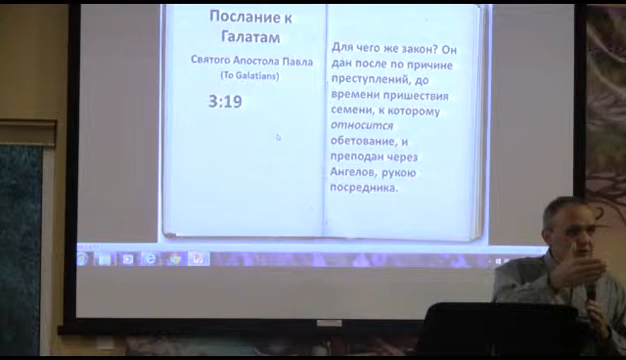 Послание к
Галатам
Святого Апостола Павла
(To Galatians)
3:19
Для чего же закон? Он
дан после по причине
преступлений, до
времени пришествия
семени, к которому
относится
обетование, и
преподан через
Ангелов, рукою
посредника.